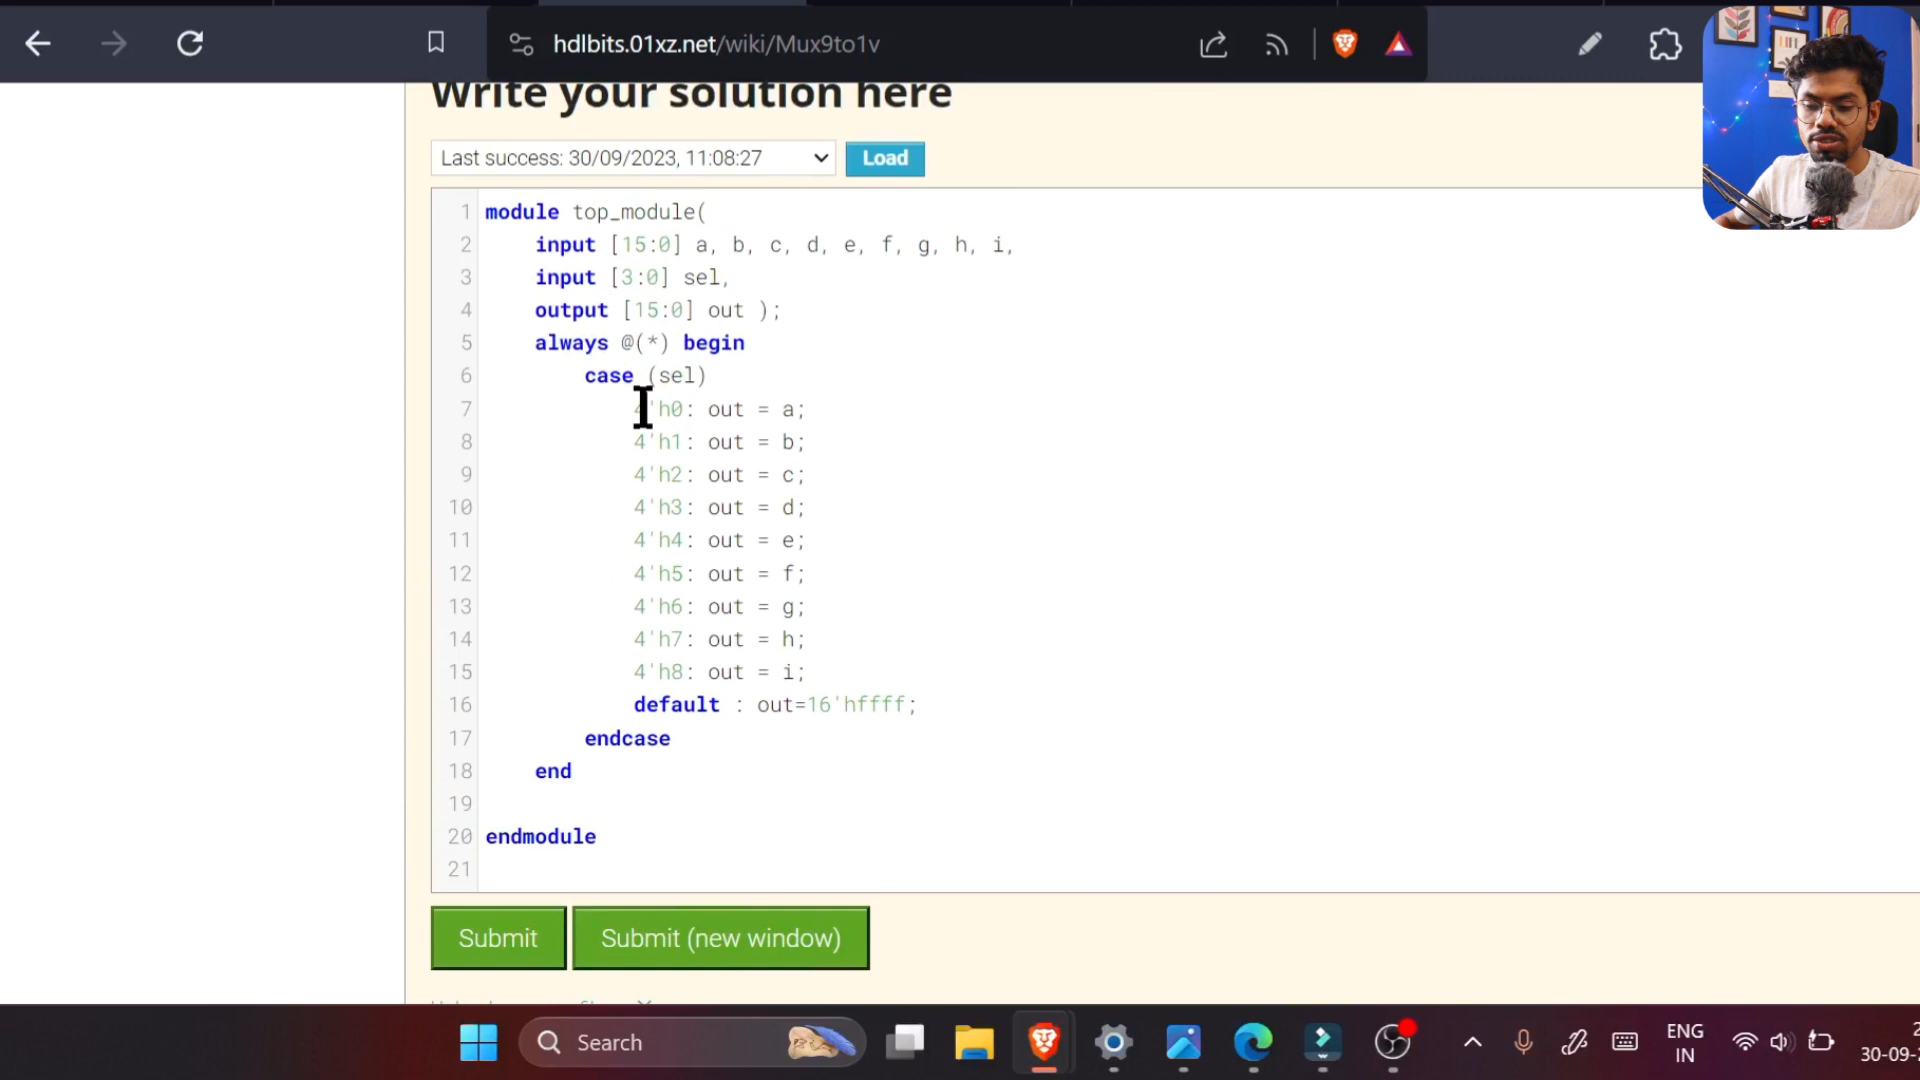 hdlbits.01xz.net/wiki/Mux9to1v
Write your solution here
Last success: 30/09/2023, 11:08:27
Load
1 module top_module(
2 input [15:0] a, b, c, d, e, f, g, h, i,
3 input [3:0] sel,
4 output [15:0] out );
5 always @(*) begin
6 case (sel)
7 4'h0: out = a;
8 4'h1: out = b;
9 4'h2: out = c;
10 4'h3: out = d;
11 4'h4: out = e;
12 4'h5: out = f;
13 4'h6: out = g;
14 4'h7: out = h;
15 4'h8: out = i;
16 default : out=16'hffff;
17 endcase
18 end
19
20 endmodule
21
Submit
Submit (new window)
Search
ENG
IN
30-09-